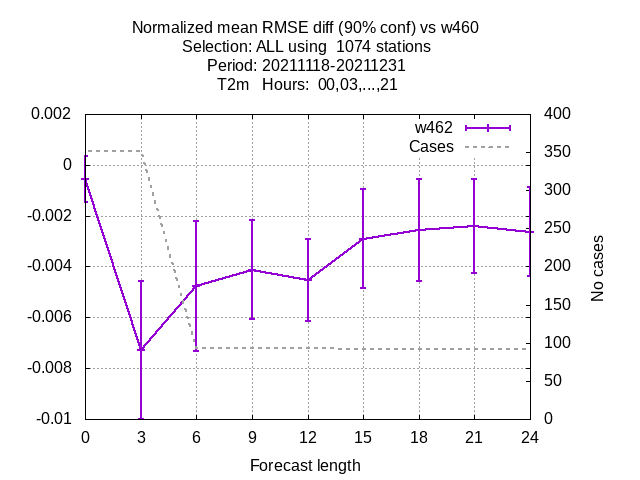 Normalized mean RMSE diff (90% conf) vs w460
Selection: ALL using  1074 stations
Period: 20211118-20211231
T2m   Hours:  00,03,...,21
0.002
0
-0.002
-0.004
-0.006
-0.008
-0.01
w462
Cases
400
350
300
250
200
150
100
50
0
No cases
0 3 6 9 12 15 18 21 24
Forecast length